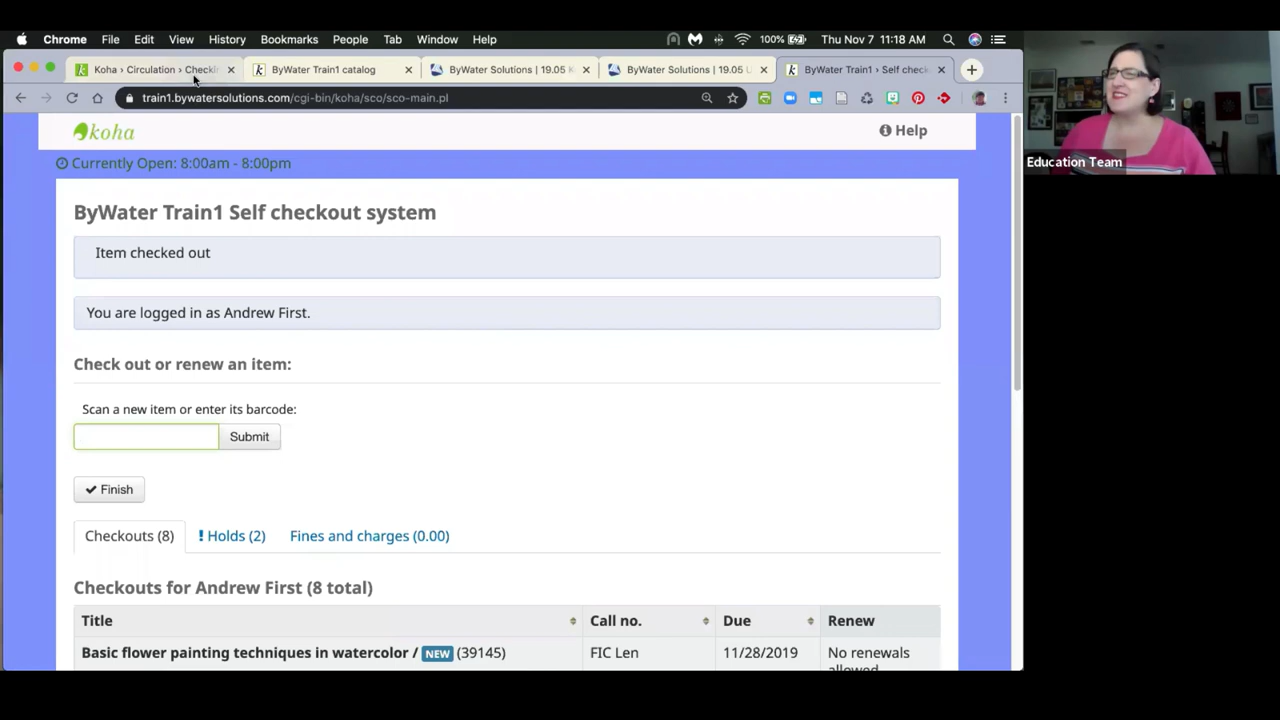 Chrome File Edit View History Bookmarks People Tab Window Help 100% Thu Nov 7 11:18 AM
Koha › Circulation › Checki ByWater Train1 catalog ByWater Solutions | 19.05 ByWater Solutions | 19.05 U ByWater Train1 › Self check
train1.bywatersolutions.com/cgi-bin/koha/sco/sco-main.pl
koha Help
Currently Open: 8:00am - 8:00pm
Education Team
ByWater Train1 Self checkout system
Item checked out
You are logged in as Andrew First.
Check out or renew an item:
Scan a new item or enter its barcode:
Submit
Finish
Checkouts (8) Holds (2) Fines and charges (0.00)
Checkouts for Andrew First (8 total)
Title Call no. Due Renew
Basic flower painting techniques in watercolor / NEW (39145) FIC Len 11/28/2019 No renewals
allowed